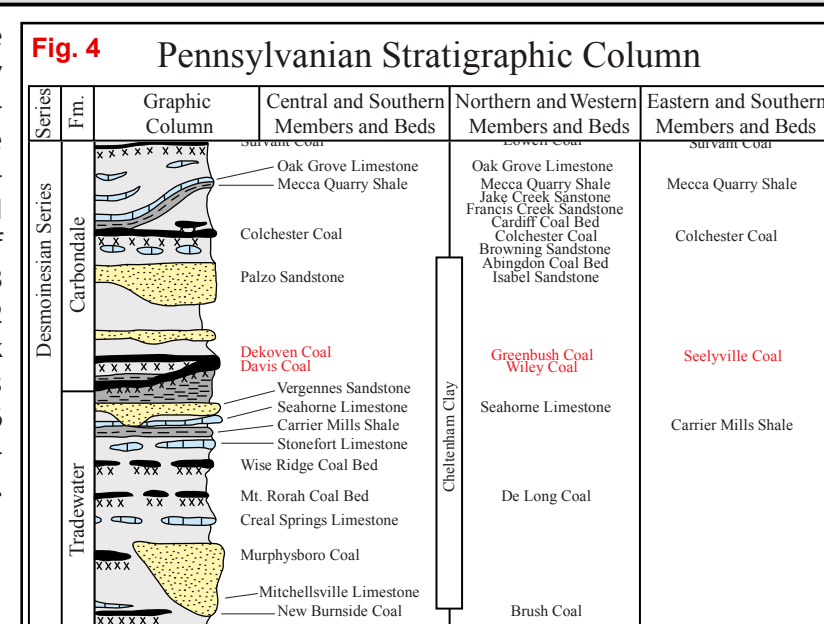 Fig. 4
Pennsylvanian Stratigraphic Column
Series
Fm.
Graphic Column
Central and Southern Members and Beds
Northern and Western Members and Beds
Eastern and Southern Members and Beds
Desmoinesian Series
Carbondale
Tradewater
Survant Coal
Oak Grove Limestone
Mecca Quarry Shale
Colchester Coal
Palzo Sandstone
Dekoven Coal
Davis Coal
Vergennes Sandstone
Seahorne Limestone
Carrier Mills Shale
Stonefort Limestone
Wise Ridge Coal Bed
Mt. Rorah Coal Bed
Creal Springs Limestone
Murphysboro Coal
Mitchellsville Limestone
New Burnside Coal
Cheltenham Clay
Lowell Coal
Oak Grove Limestone
Mecca Quarry Shale
Jake Creek Sanstone
Francis Creek Sandstone
Cardiff Coal Bed
Colchester Coal
Browning Sandstone
Abingdon Coal Bed
Isabel Sandstone
Greenbush Coal
Wiley Coal
Seahorne Limestone
De Long Coal
Brush Coal
Survant Coal
Mecca Quarry Shale
Colchester Coal
Seelyville Coal
Carrier Mills Shale